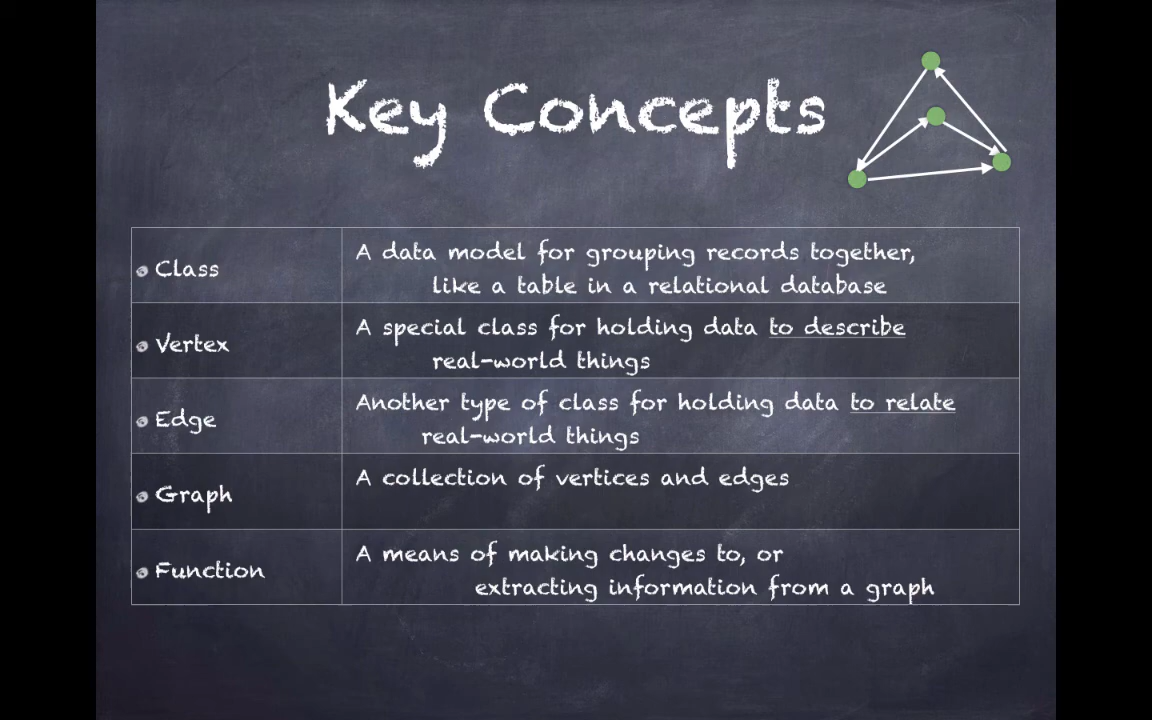 Key Concepts
Class
A data model for grouping records together,
like a table in a relational database
Vertex
A special class for holding data to describe
real-world things
Edge
Another type of class for holding data to relate
real-world things
Graph
A collection of vertices and edges
Function
A means of making changes to, or
extracting information from a graph